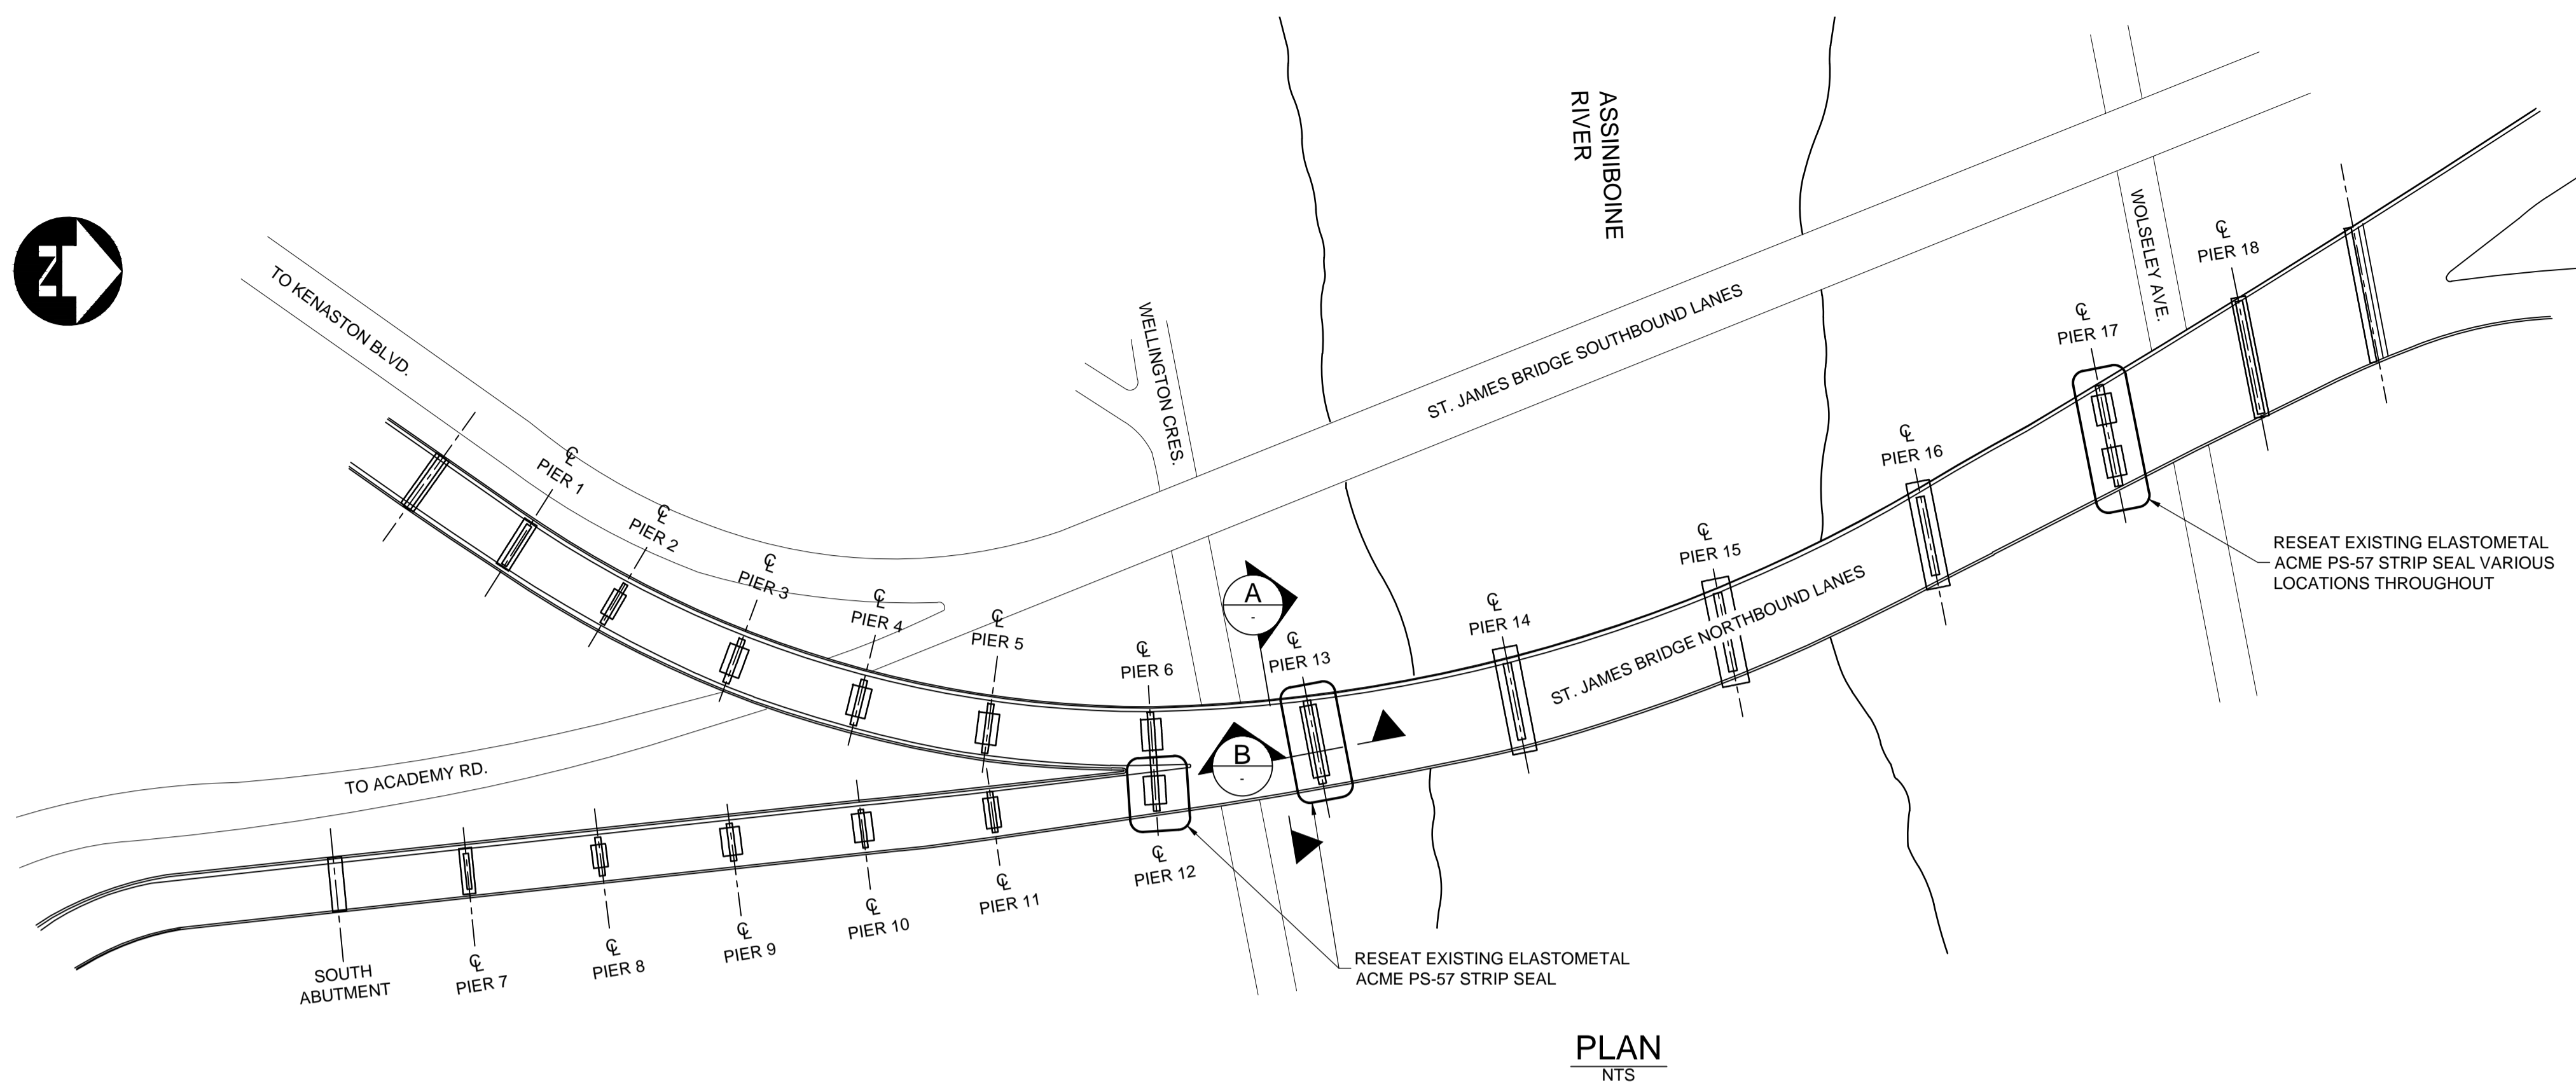 N
TO KENASTON BLVD.
ASSINIBOINE
RIVER
WELLINGTON CRES.
ST. JAMES BRIDGE SOUTHBOUND LANES
WOLSELEY AVE.
℄
PIER 18
℄
PIER 17
℄
PIER 16
℄
PIER 15
℄
PIER 14
℄
PIER 13
℄
PIER 1
℄
PIER 2
℄
PIER 3
℄
PIER 4
℄
PIER 5
℄
PIER 6
A
-
B
-
ST. JAMES BRIDGE NORTHBOUND LANES
RESEAT EXISTING ELASTOMETAL
ACME PS-57 STRIP SEAL VARIOUS
LOCATIONS THROUGHOUT
TO ACADEMY RD.
SOUTH
ABUTMENT
℄
PIER 7
℄
PIER 8
℄
PIER 9
℄
PIER 10
℄
PIER 11
℄
PIER 12
RESEAT EXISTING ELASTOMETAL
ACME PS-57 STRIP SEAL
PLAN
NTS